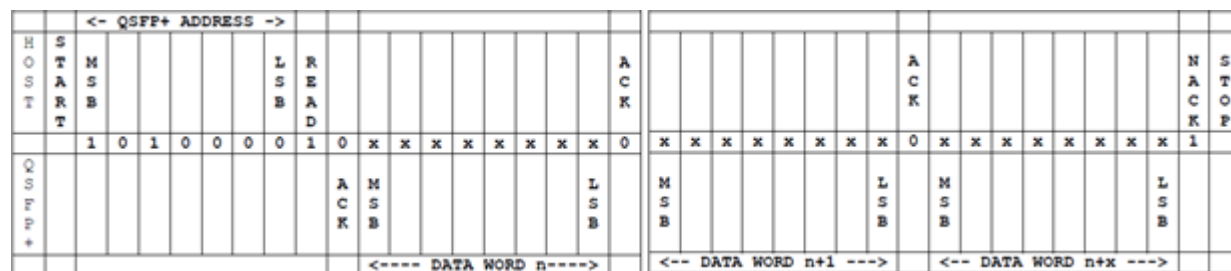 <- QSFP+ ADDRESS ->
HOST START MSB LSB READ ACK ACK NACK STOP
1 0 1 0 0 0 0 1 0 x x x x x x x x 0 x x x x x x x x 0 x x x x x x x x 1
QSFP+ ACK MSB LSB MSB LSB MSB LSB
<---- DATA WORD n----> <-- DATA WORD n+1 ---> <-- DATA WORD n+x --->